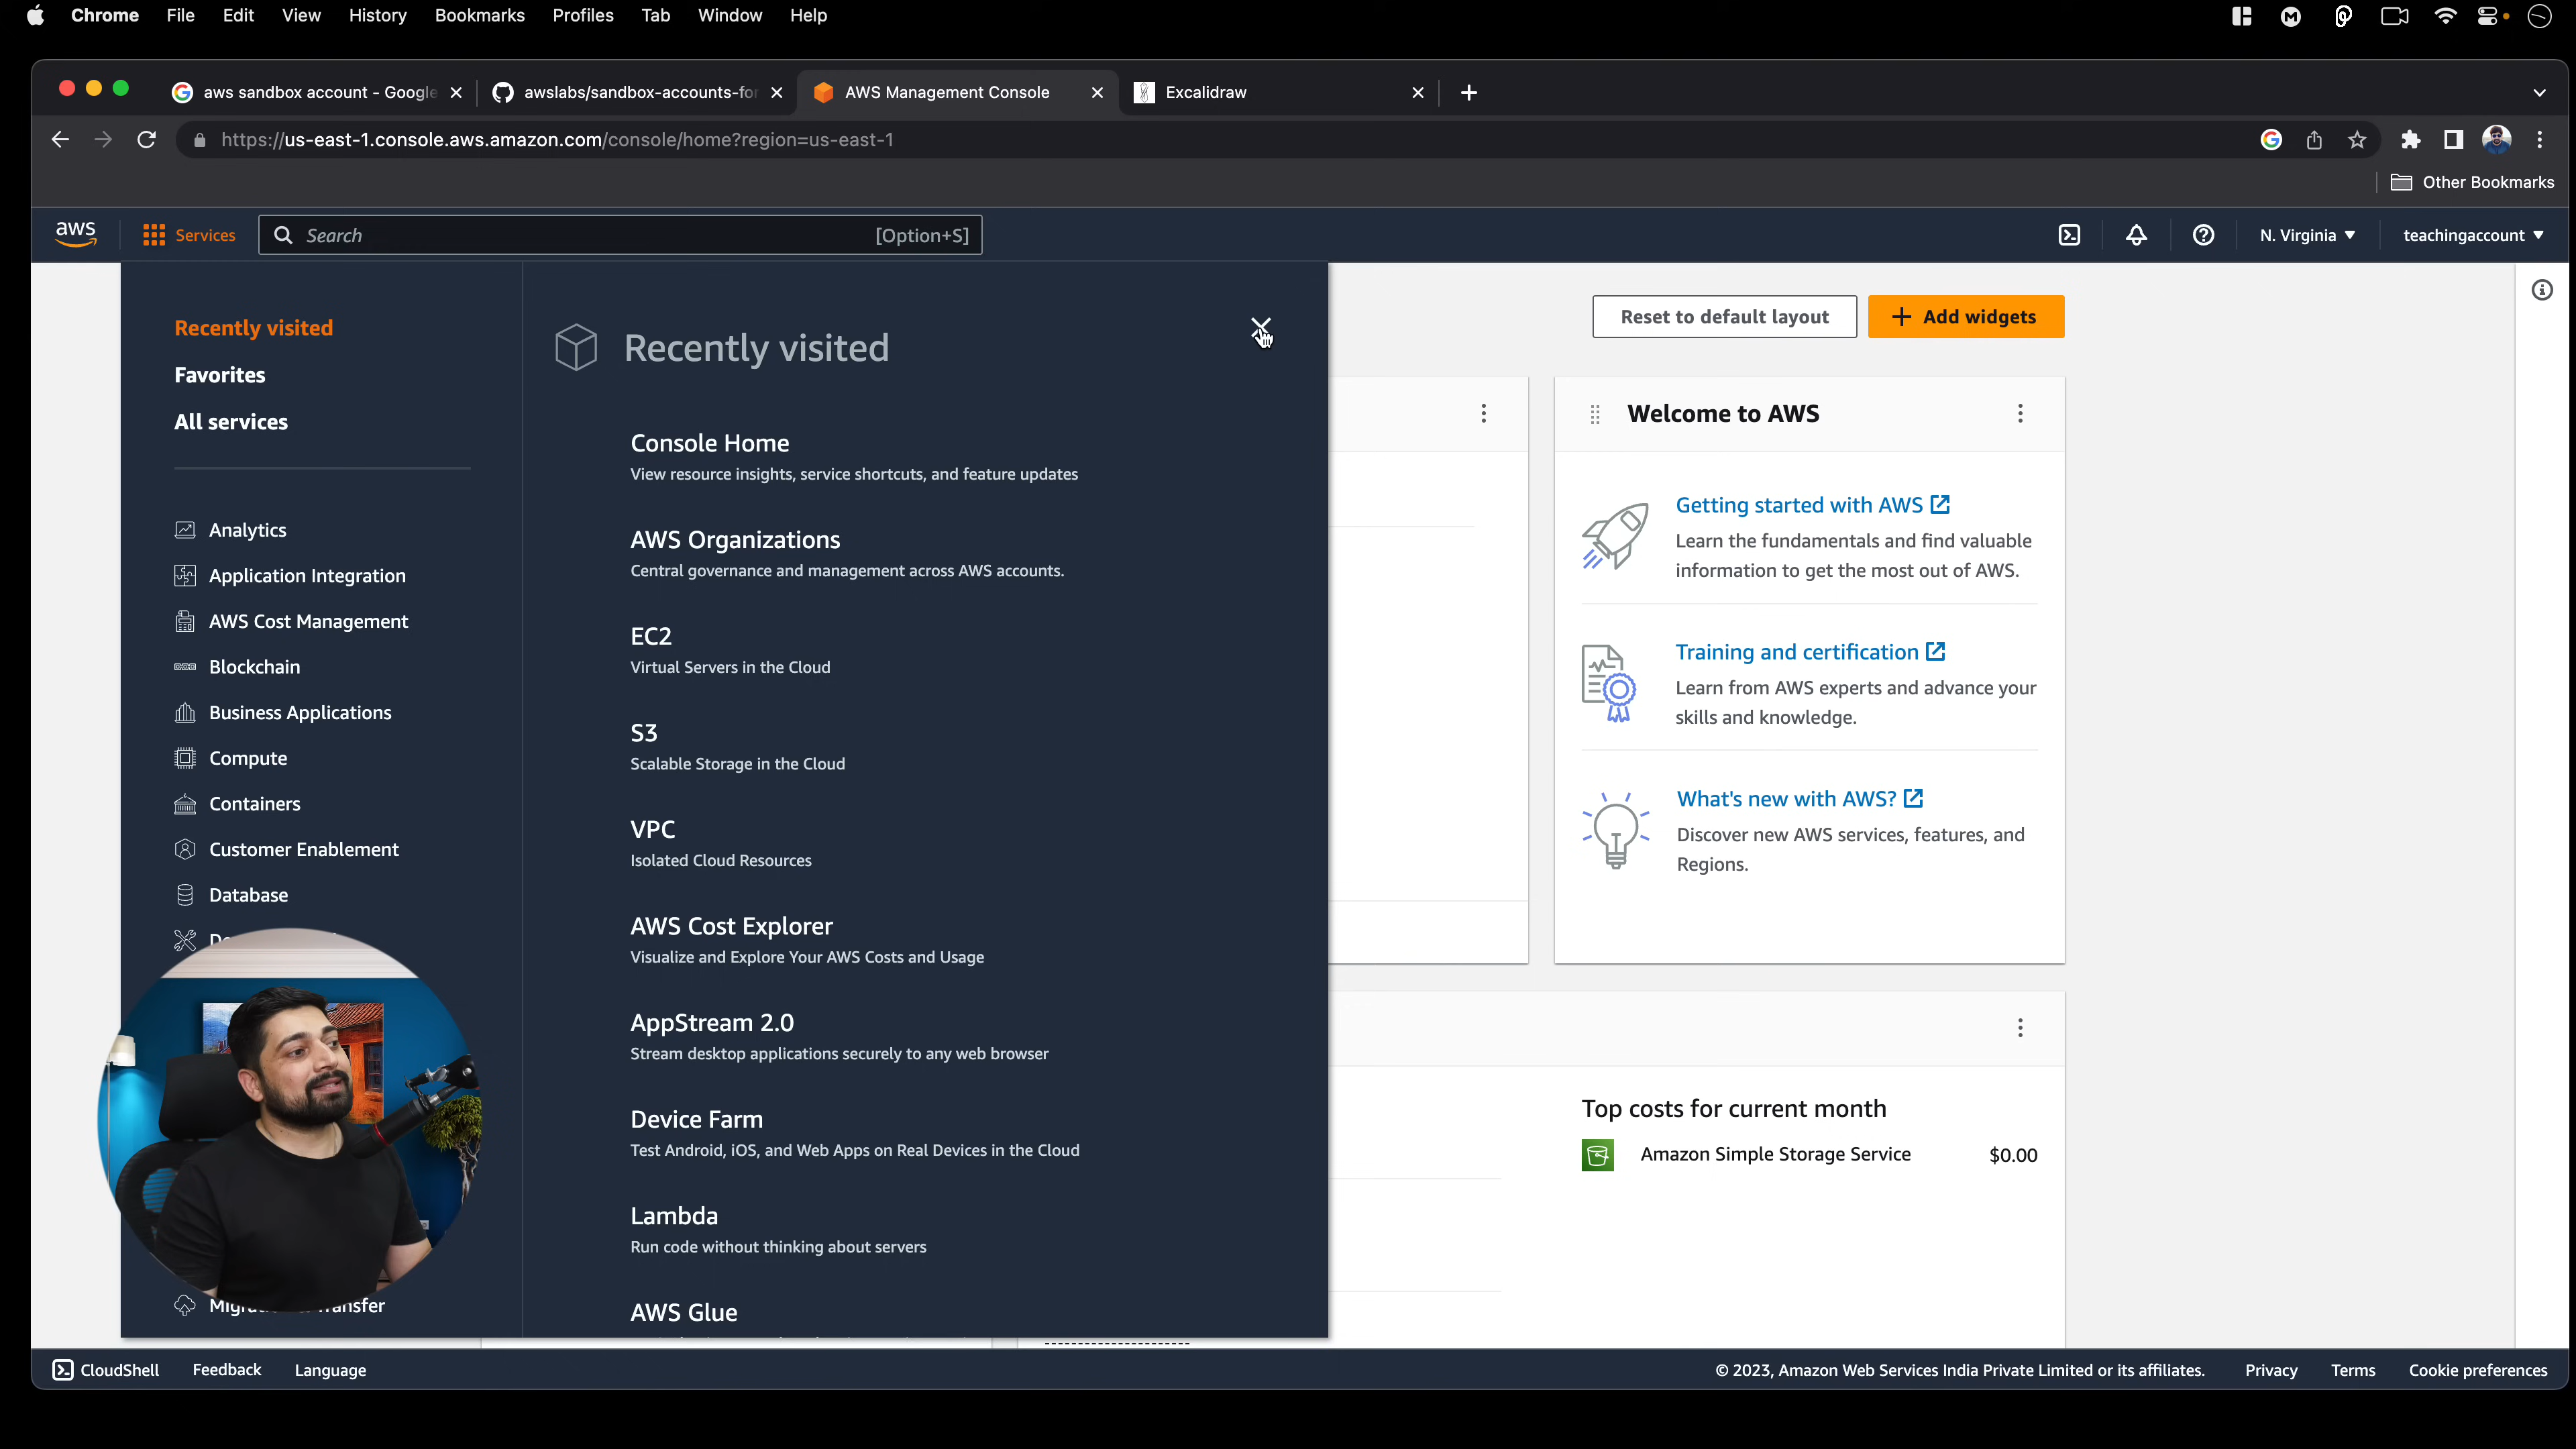 Chrome File Edit View History Bookmarks Profiles Tab Window Help
aws sandbox account - Google
awslabs/sandbox-accounts-for
AWS Management Console
Excalidraw
https://us-east-1.console.aws.amazon.com/console/home?region=us-east-1
Other Bookmarks
aws
Services
Search
[Option+S]
N. Virginia
teachingaccount
Recently visited
Favorites
All services
Analytics
Application Integration
AWS Cost Management
Blockchain
Business Applications
Compute
Containers
Customer Enablement
Database
Recently visited
Console Home
View resource insights, service shortcuts, and feature updates
AWS Organizations
Central governance and management across AWS accounts.
EC2
Virtual Servers in the Cloud
S3
Scalable Storage in the Cloud
VPC
Isolated Cloud Resources
AWS Cost Explorer
Visualize and Explore Your AWS Costs and Usage
AppStream 2.0
Stream desktop applications securely to any web browser
Device Farm
Test Android, iOS, and Web Apps on Real Devices in the Cloud
Lambda
Run code without thinking about servers
AWS Glue
Reset to default layout
+ Add widgets
Welcome to AWS
Getting started with AWS
Learn the fundamentals and find valuable
information to get the most out of AWS.
Training and certification
Learn from AWS experts and advance your
skills and knowledge.
What's new with AWS?
Discover new AWS services, features, and
Regions.
Top costs for current month
Amazon Simple Storage Service $0.00
CloudShell Feedback Language
© 2023, Amazon Web Services India Private Limited or its affiliates. Privacy Terms Cookie preferences